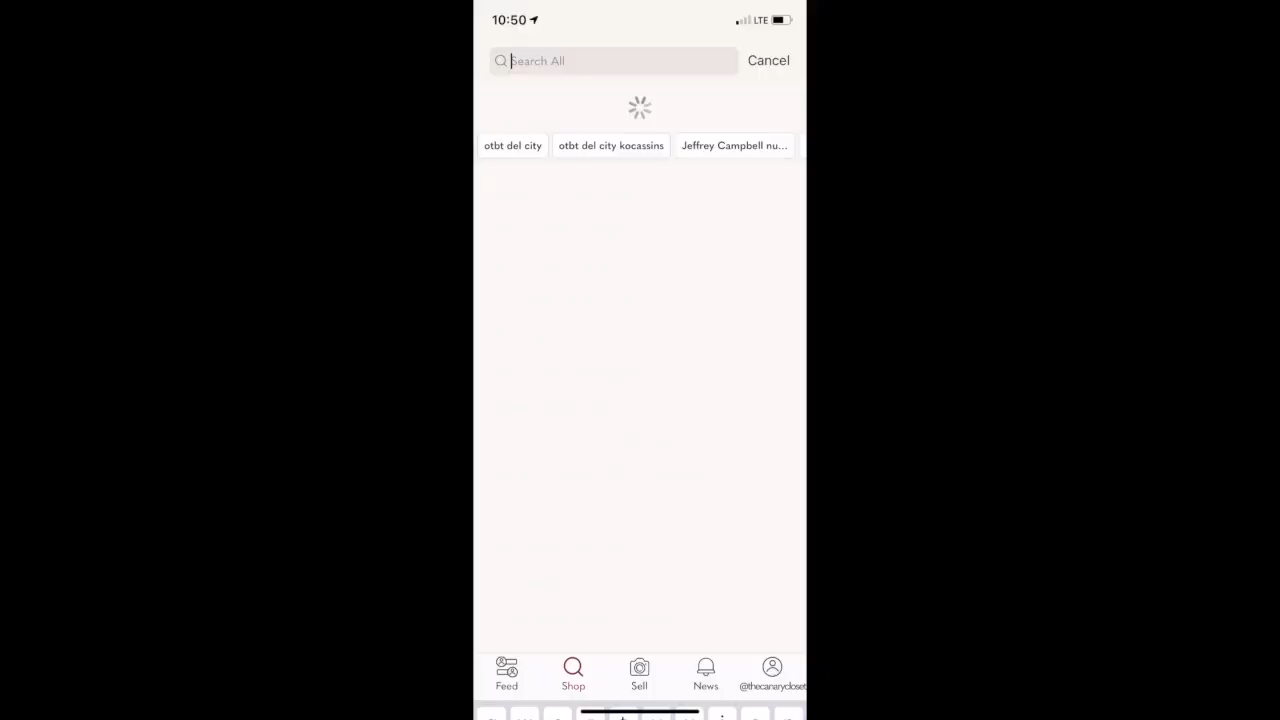 10:50 LTE
Search All Cancel
otbt del city otbt del city kocassins Jeffrey Campbell nu...
Feed Shop Sell News @thecanarycloset